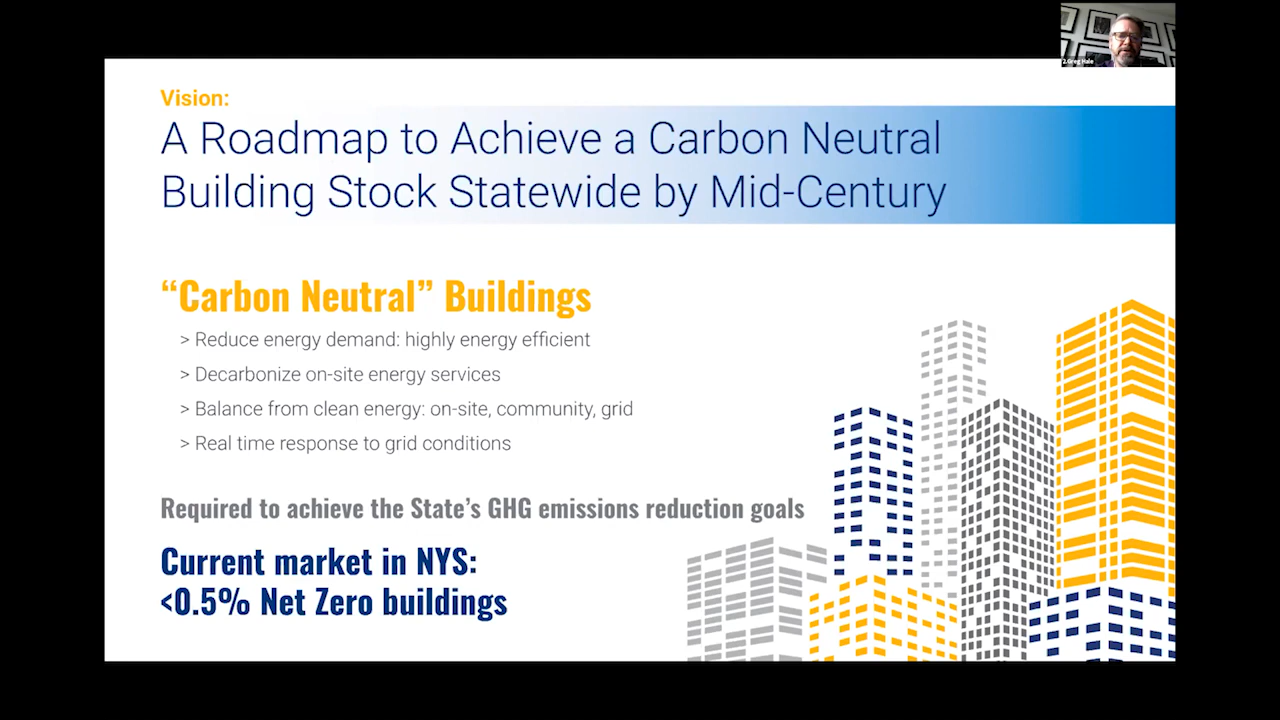 2.Greg Hale
Vision:
A Roadmap to Achieve a Carbon Neutral
Building Stock Statewide by Mid-Century
“Carbon Neutral” Buildings
> Reduce energy demand: highly energy efficient
> Decarbonize on-site energy services
> Balance from clean energy: on-site, community, grid
> Real time response to grid conditions
Required to achieve the State’s GHG emissions reduction goals
Current market in NYS:
<0.5% Net Zero buildings